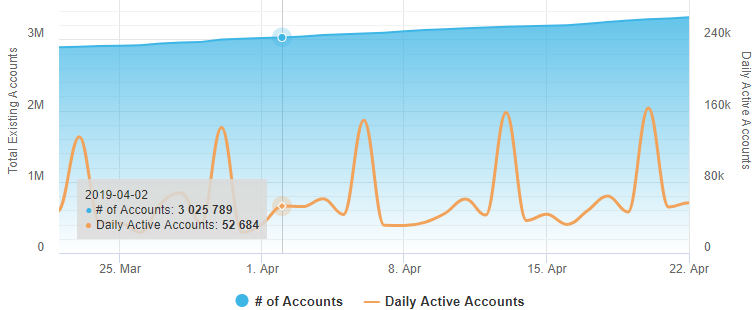 3M
2M
1M
0
Total Existing Accounts
240k
160k
80k
0
Daily Active Accounts
2019-04-02
# of Accounts: 3 025 789
Daily Active Accounts: 52 684
25. Mar
1. Apr
8. Apr
15. Apr
22. Apr
# of Accounts
Daily Active Accounts